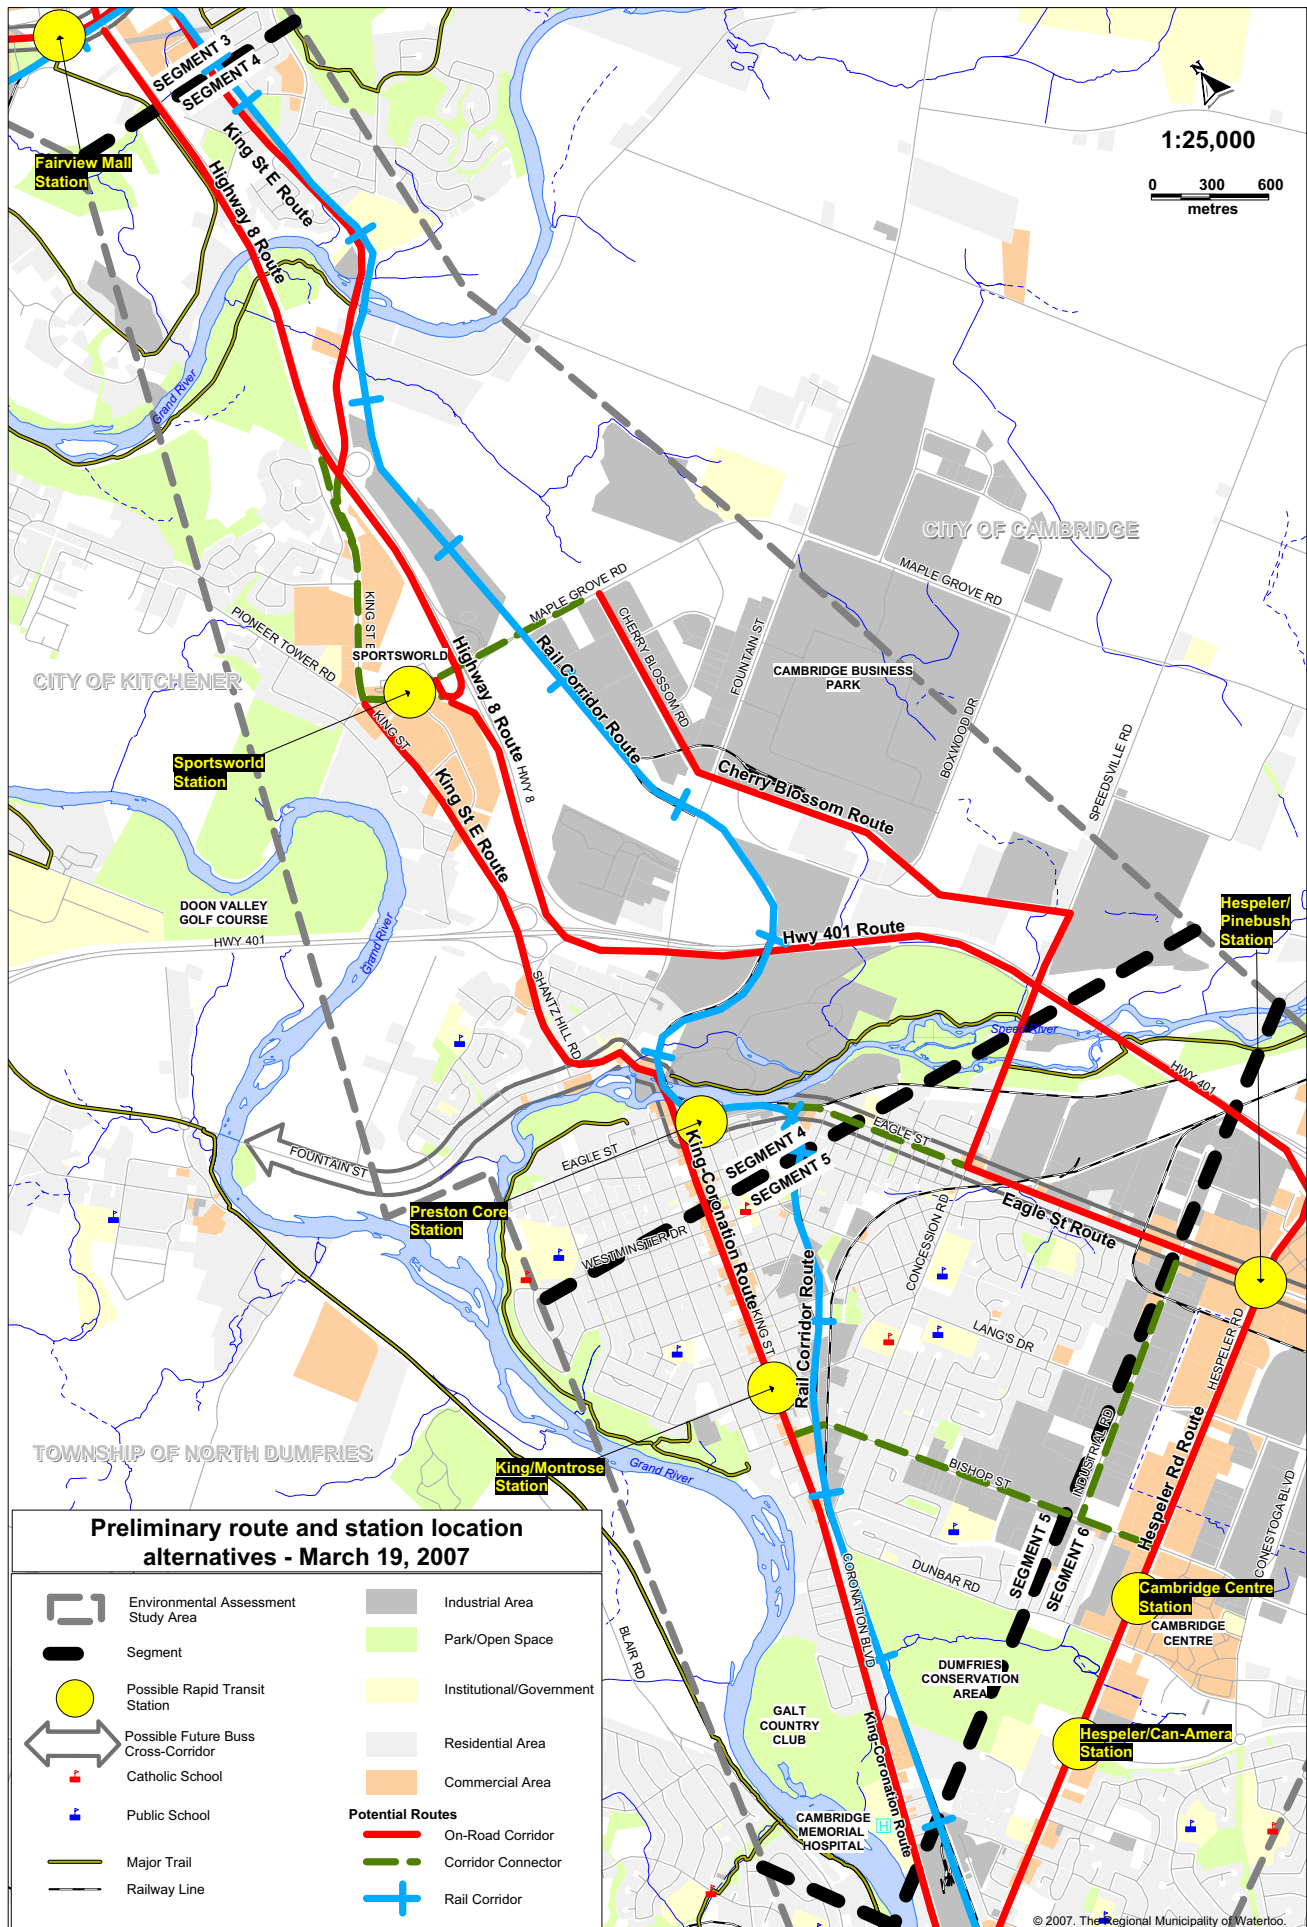 SEGMENT 3
SEGMENT 4
N
1:25,000
0 300 600
metres
Fairview Mall
Station
King St E Route
Highway 8 Route
Grand River
CITY OF CAMBRIDGE
MAPLE GROVE RD
MAPLE GROVE RD
CHERRY BLOSSOM RD
FOUNTAIN ST
KING ST E
PIONEER TOWER RD
SPORTSWORLD
CITY OF KITCHENER
CAMBRIDGE BUSINESS
PARK
Highway 8 Route
Rail Corridor Route
BOXWOOD DR
SPEEDSVILLE RD
KING ST
HWY 8
Sportsworld
Station
King St E Route
Cherry Blossom Route
DOON VALLEY
GOLF COURSE
HWY 401
Grand River
Hwy 401 Route
Hespeler/
Pinebush
Station
SHANTZ HILL RD
Speed River
HWY 401
FOUNTAIN ST
EAGLE ST
EAGLE ST
SEGMENT 4
SEGMENT 5
Preston Core
Station
WESTMINSTER DR
King-Coronation Route
CONCESSION RD
Eagle St Route
KING ST
Rail Corridor Route
LANG'S DR
HESPELER RD
TOWNSHIP OF NORTH DUMFRIES
King/Montrose
Station
Grand River
BISHOP ST
INDUSTRIAL RD
Hespeler Rd Route
CONESTOGA BLVD
SEGMENT 5
SEGMENT 6
CORONATION BLVD
DUNBAR RD
Cambridge Centre
Station
CAMBRIDGE
CENTRE
BLAIR RD
DUMFRIES
CONSERVATION
AREA
GALT
COUNTRY
CLUB
King-Coronation Route
Hespeler/Can-Amera
Station
CAMBRIDGE
MEMORIAL
HOSPITAL
H
Preliminary route and station location
alternatives - March 19, 2007
Environmental Assessment
Study Area
Segment
Possible Rapid Transit
Station
Possible Future Buss
Cross-Corridor
Catholic School
Public School
Major Trail
Railway Line
Industrial Area
Park/Open Space
Institutional/Government
Residential Area
Commercial Area
Potential Routes
On-Road Corridor
Corridor Connector
Rail Corridor
© 2007. The Regional Municipality of Waterloo.